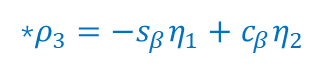 *ρ₃ = −s_β η₁ + c_β η₂